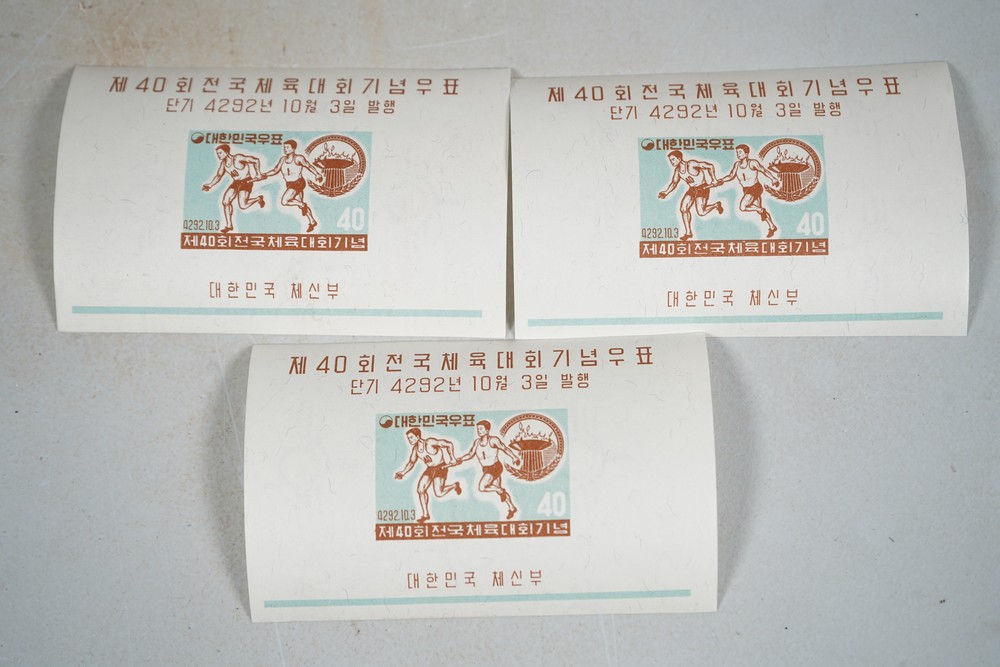 제40회전국체육대회기념우표
단기 4292년 10월 3일 발행
대한민국우표
40
4292.10.3
제40회전국체육대회기념
대한민국 체신부
제40회전국체육대회기념우표
단기 4292년 10월 3일 발행
대한민국우표
40
4292.10.3
제40회전국체육대회기념
대한민국 체신부
제40회전국체육대회기념우표
단기 4292년 10월 3일 발행
대한민국우표
40
4292.10.3
제40회전국체육대회기념
대한민국 체신부